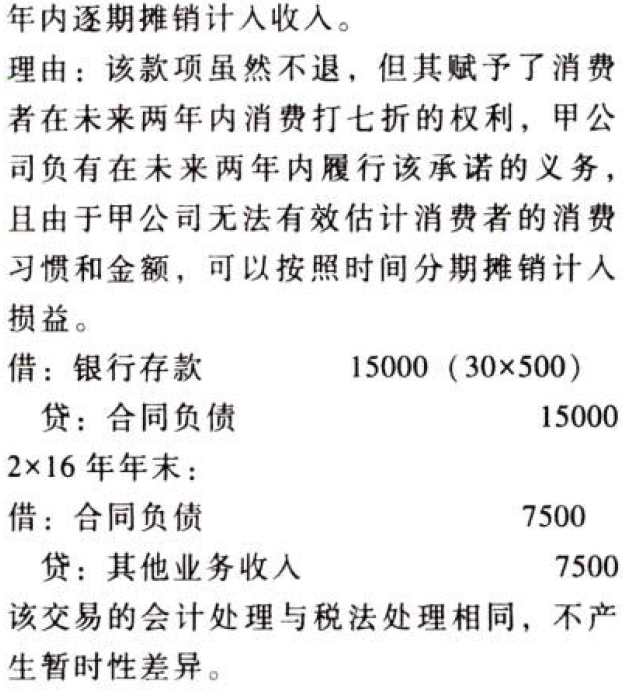 年内逐期摊销计入收入。
理由：该款项虽然不退，但其赋予了消费
者在未来两年内消费打七折的权利，甲公
司负有在未来两年内履行该承诺的义务，
且由于甲公司无法有效估计消费者的消费
习惯和金额，可以按照时间分期摊销计入
损益。
借：银行存款 15000（30×500）
贷：合同负债 15000
2×16 年年末：
借：合同负债 7500
贷：其他业务收入 7500
该交易的会计处理与税法处理相同，不产
生暂时性差异。